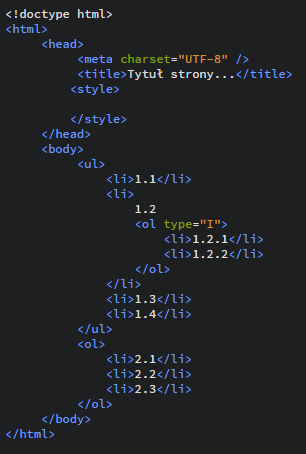 <!doctype html>
<html>
<head>
<meta charset="UTF-8" />
<title>Tytuł strony...</title>
<style>
</style>
</head>
<body>
<ul>
<li>1.1</li>
<li>
1.2
<ol type="I">
<li>1.2.1</li>
<li>1.2.2</li>
</ol>
</li>
<li>1.3</li>
<li>1.4</li>
</ul>
<ol>
<li>2.1</li>
<li>2.2</li>
<li>2.3</li>
</ol>
</body>
</html>